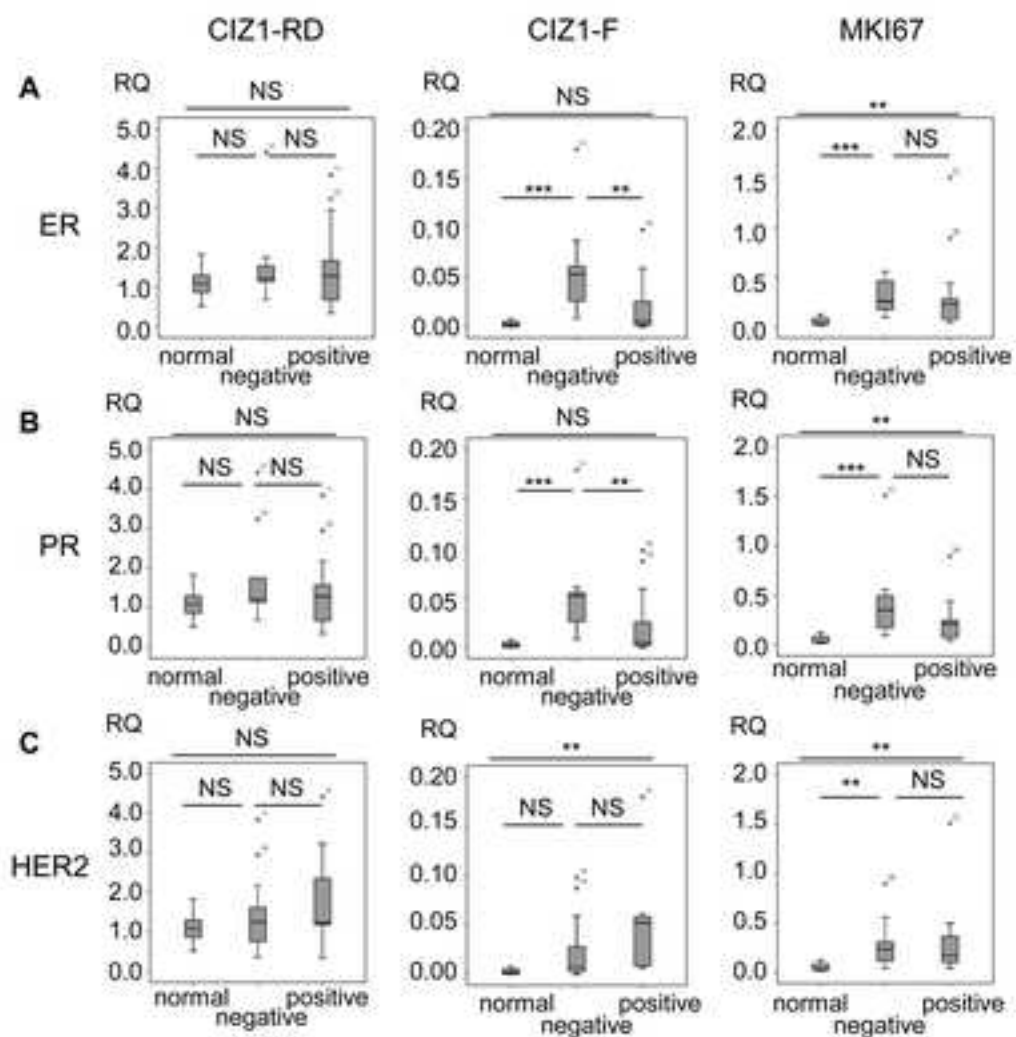 CIZ1-RD CIZ1-F MKI67
A RQ RQ RQ
NS NS **
5.0 NS NS 0.20 *** ** 2.0 *** NS
4.0 0.15 1.5
3.0 0.10 1.0
ER
2.0 0.05 0.5
1.0 0.00 0.0
0.0
normal positive normal positive normal positive
negative negative negative
B RQ RQ RQ
NS NS **
5.0 NS NS 0.20 *** ** 2.0 *** NS
4.0 0.15 1.5
3.0 0.10 1.0
PR
2.0 0.05 0.5
1.0 0.00 0.0
0.0
normal positive normal positive normal positive
negative negative negative
C RQ RQ RQ
NS ** **
5.0 NS NS 0.20 NS NS 2.0 ** NS
4.0 0.15 1.5
3.0 0.10 1.0
HER2
2.0 0.05 0.5
1.0 0.00 0.0
0.0
normal positive normal positive normal positive
negative negative negative